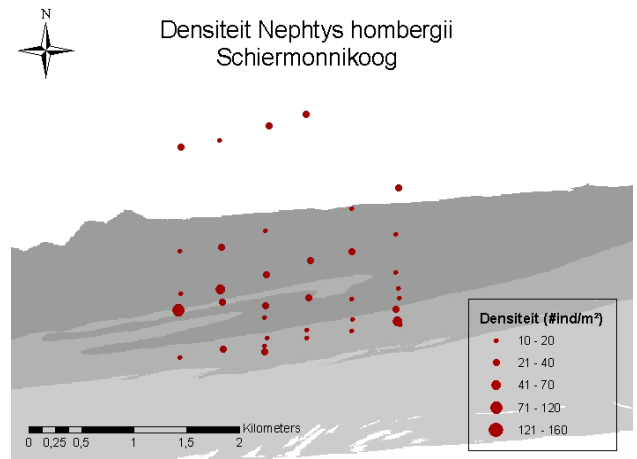 N
Densiteit Nephtys hombergii
Schiermonnikoog
Densiteit (#ind/m²)
10 - 20
21 - 40
41 - 70
71 - 120
121 - 160
Kilometers
0 0,25 0,5 1 1,5 2